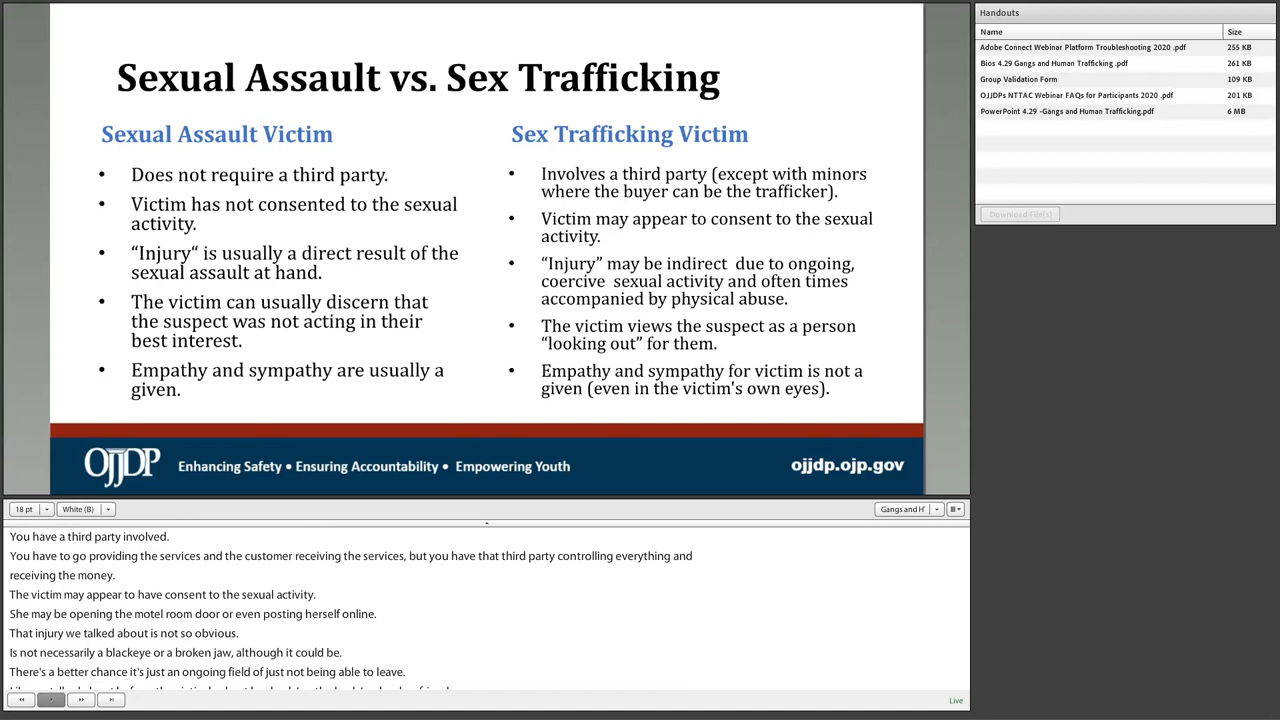 Sexual Assault vs. Sex Trafficking
Sexual Assault Victim
• Does not require a third party.
• Victim has not consented to the sexual
activity.
• “Injury“ is usually a direct result of the
sexual assault at hand.
• The victim can usually discern that
the suspect was not acting in their
best interest.
• Empathy and sympathy are usually a
given.
Sex Trafficking Victim
• Involves a third party (except with minors
where the buyer can be the trafficker).
• Victim may appear to consent to the sexual
activity.
• “Injury” may be indirect due to ongoing,
coercive sexual activity and often times
accompanied by physical abuse.
• The victim views the suspect as a person
“looking out” for them.
• Empathy and sympathy for victim is not a
given (even in the victim's own eyes).
OJJDP Enhancing Safety • Ensuring Accountability • Empowering Youth ojjdp.ojp.gov
Handouts
Name Size
Adobe Connect Webinar Platform Troubleshooting 2020 .pdf 255 KB
Bios 4.29 Gangs and Human Trafficking .pdf 261 KB
Group Validation Form 109 KB
OJJDPs NTTAC Webinar FAQs for Participants 2020 .pdf 201 KB
PowerPoint 4.29 -Gangs and Human Trafficking.pdf 6 MB
Download File(s)
18 pt White (B) Gangs and H'
You have a third party involved.
You have to go providing the services and the customer receiving the services, but you have that third party controlling everything and
receiving the money.
The victim may appear to have consent to the sexual activity.
She may be opening the motel room door or even posting herself online.
That injury we talked about is not so obvious.
Is not necessarily a blackeye or a broken jaw, although it could be.
There's a better chance it's just an ongoing field of just not being able to leave.
Live